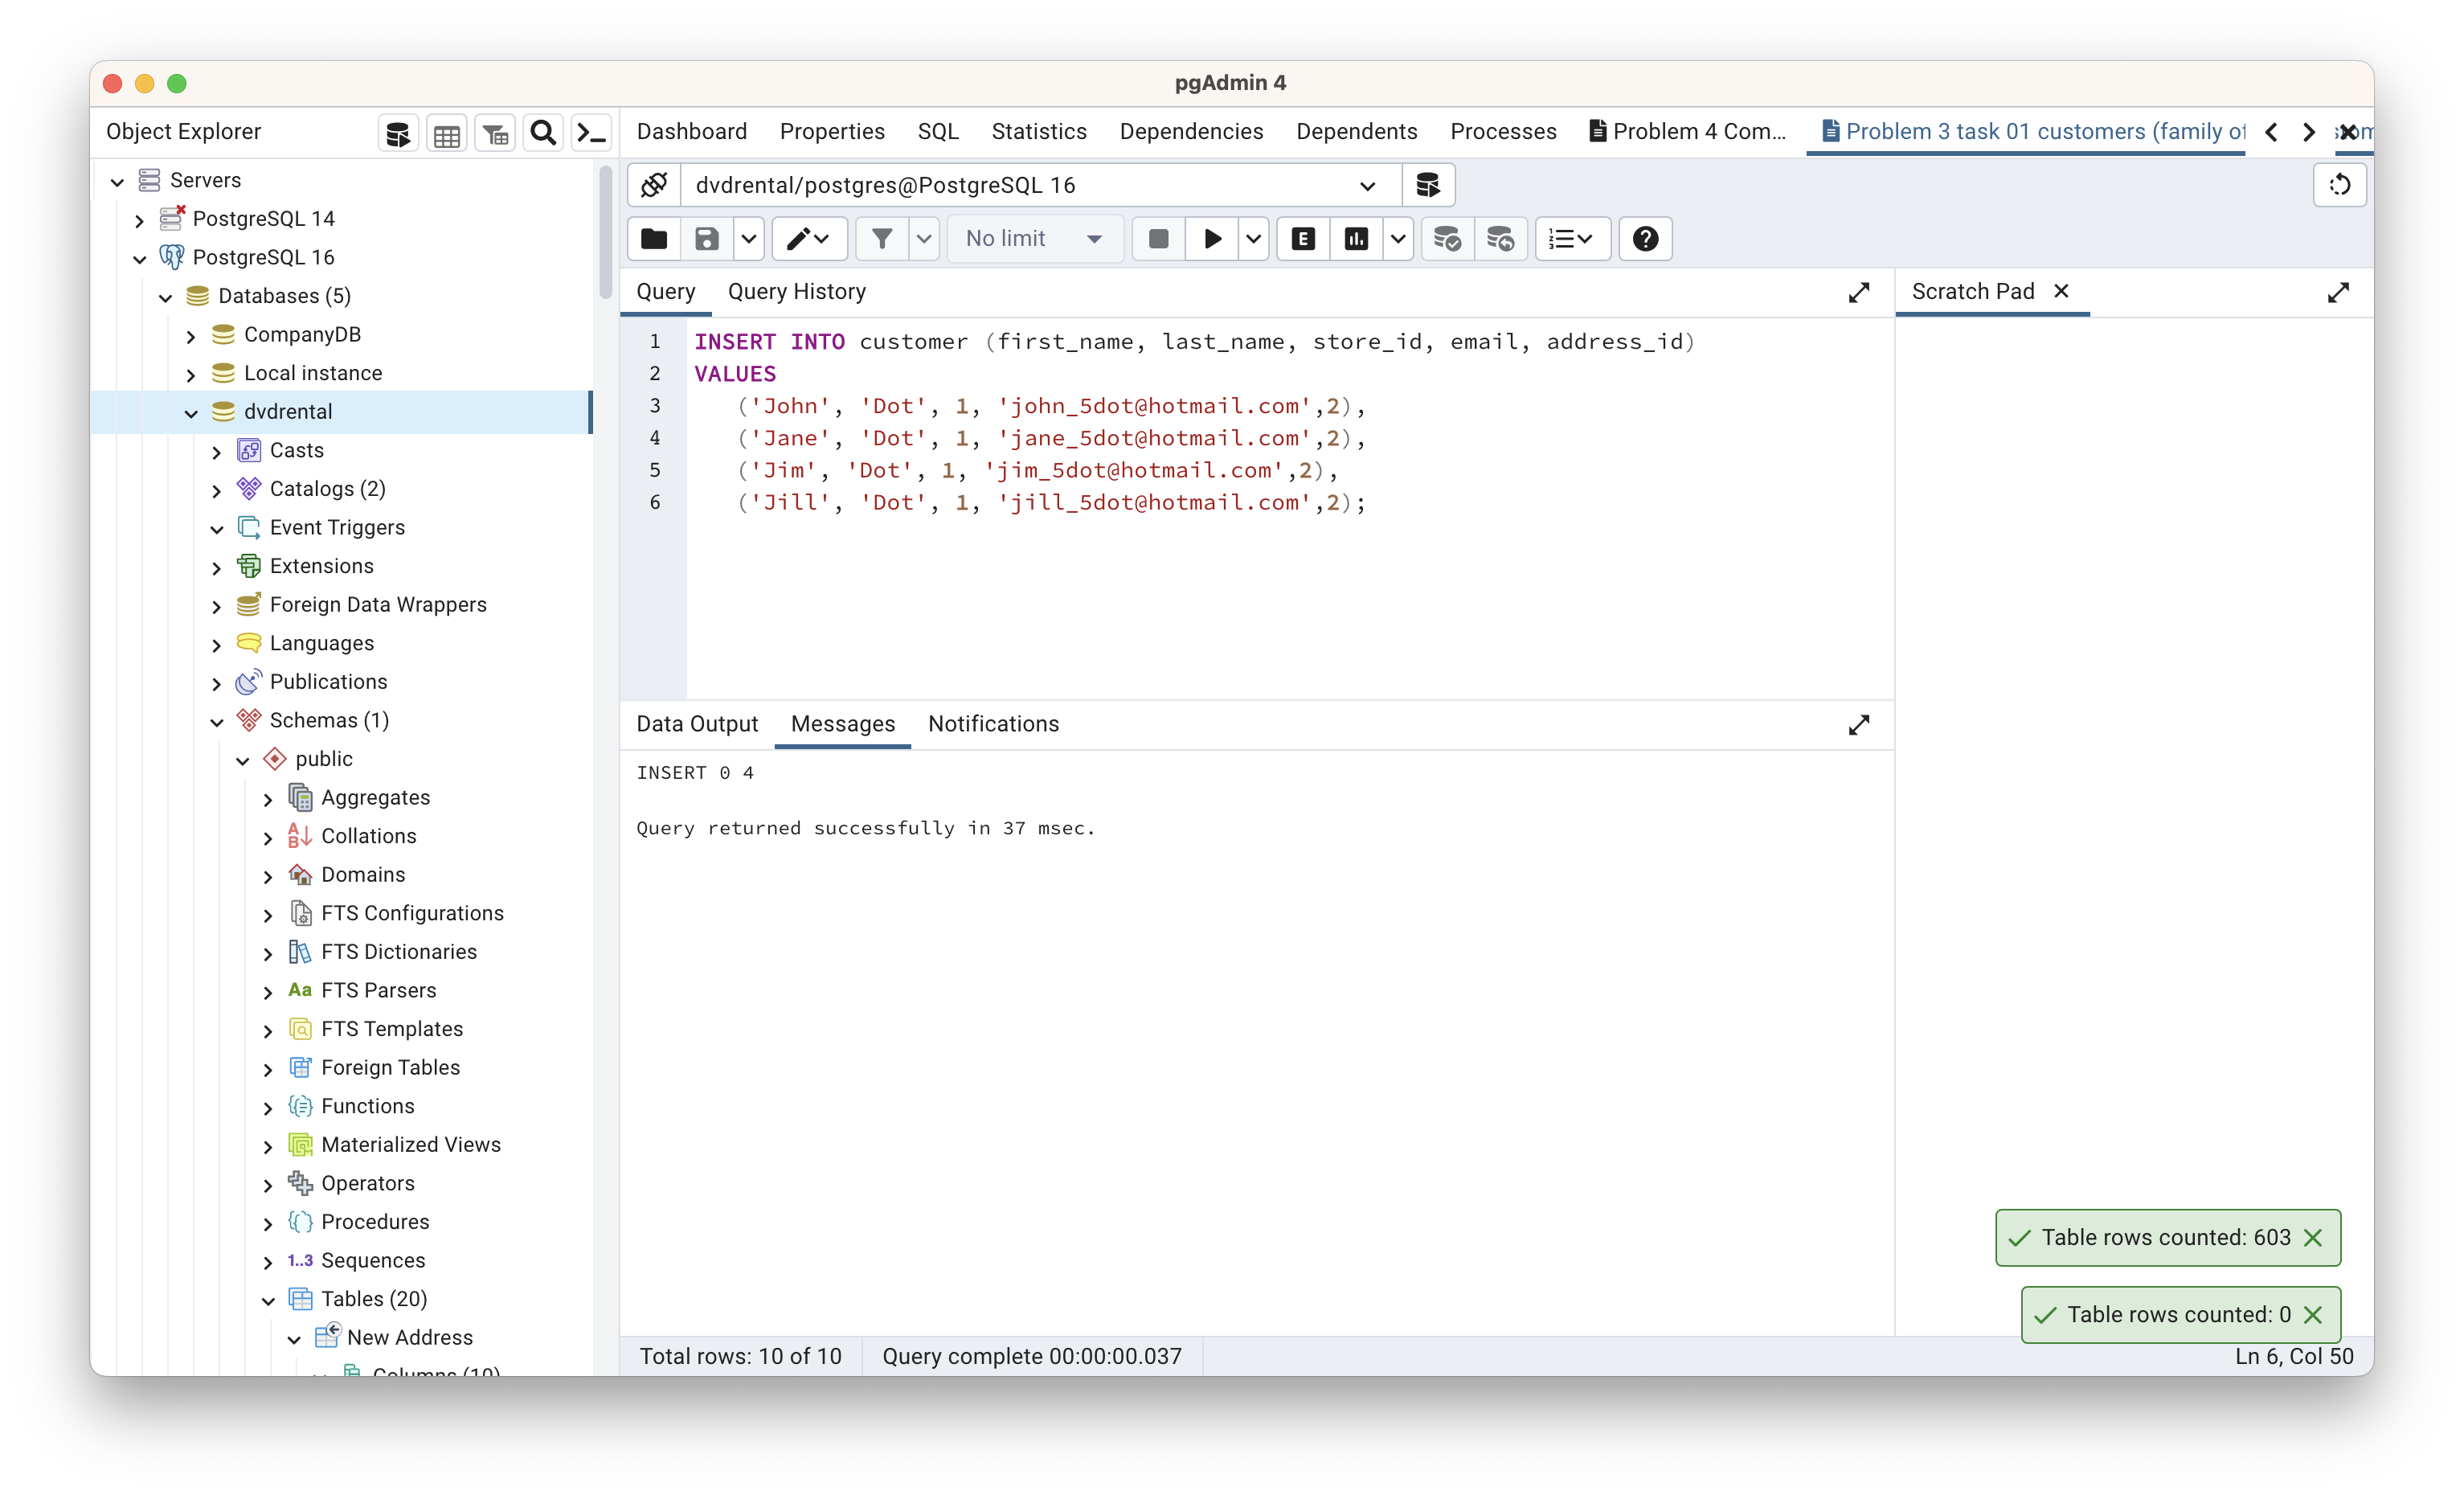 pgAdmin 4
Object Explorer
Dashboard Properties SQL Statistics Dependencies Dependents Processes Problem 4 Com... Problem 3 task 01 customers (family of
Servers
PostgreSQL 14
PostgreSQL 16
Databases (5)
CompanyDB
Local instance
dvdrental
Casts
Catalogs (2)
Event Triggers
Extensions
Foreign Data Wrappers
Languages
Publications
Schemas (1)
public
Aggregates
Collations
Domains
FTS Configurations
FTS Dictionaries
Aa FTS Parsers
FTS Templates
Foreign Tables
Functions
Materialized Views
Operators
Procedures
1..3 Sequences
Tables (20)
New Address
Columns (10)
dvdrental/postgres@PostgreSQL 16
No limit
E
Query Query History
1 INSERT INTO customer (first_name, last_name, store_id, email, address_id)
2 VALUES
3 ('John', 'Dot', 1, 'john_5dot@hotmail.com',2),
4 ('Jane', 'Dot', 1, 'jane_5dot@hotmail.com',2),
5 ('Jim', 'Dot', 1, 'jim_5dot@hotmail.com',2),
6 ('Jill', 'Dot', 1, 'jill_5dot@hotmail.com',2);
Scratch Pad
Data Output Messages Notifications
INSERT 0 4
Query returned successfully in 37 msec.
Table rows counted: 603
Table rows counted: 0
Total rows: 10 of 10 Query complete 00:00:00.037 Ln 6, Col 50